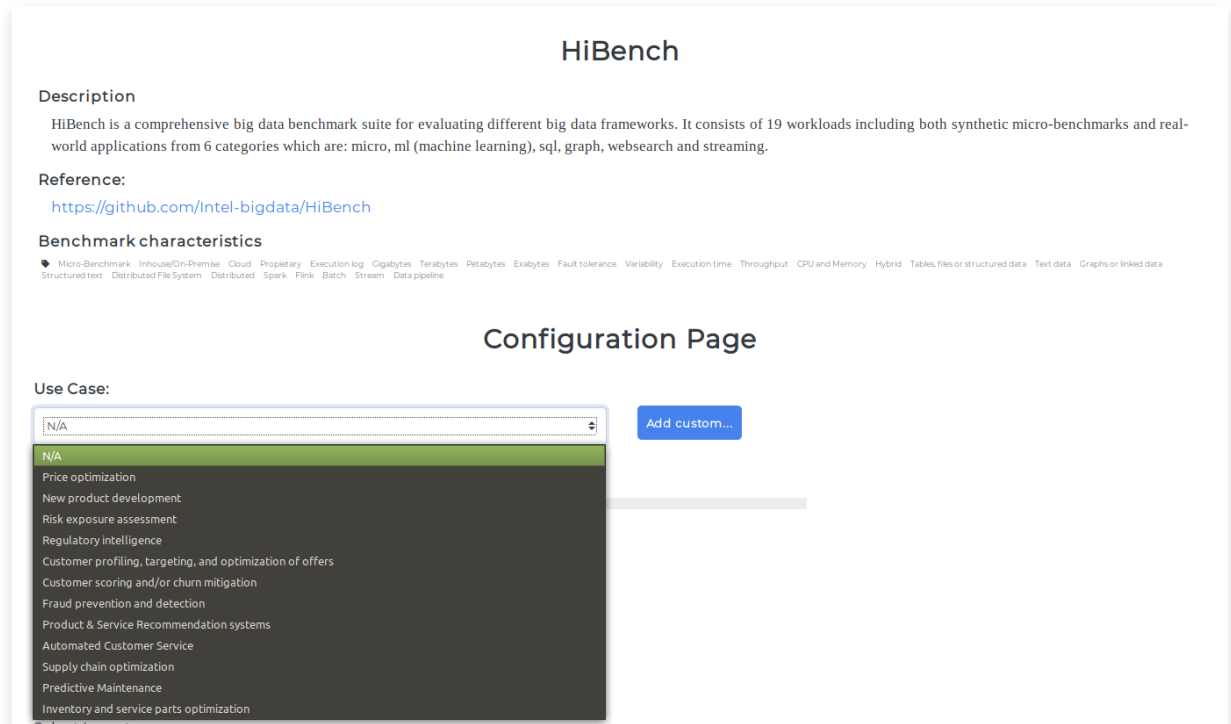 HiBench
Description
HiBench is a comprehensive big data benchmark suite for evaluating different big data frameworks. It consists of 19 workloads including both synthetic micro-benchmarks and real-
world applications from 6 categories which are: micro, ml (machine learning), sql, graph, websearch and streaming.
Reference:
https://github.com/Intel-bigdata/HiBench
Benchmark characteristics
Micro-Benchmark Inhouse/On-Premise Cloud Propietary Execution log Gigabytes Terabytes Petabytes Exabytes Fault tolerance Variability Execution time Throughput CPU and Memory Hybrid Tables, files or structured data Text data Graphs or linked data
Structured text Distributed File System Distributed Spark Flink Batch Stream Data pipeline
Configuration Page
Use Case:
N/A
Add custom...
N/A
Price optimization
New product development
Risk exposure assessment
Regulatory intelligence
Customer profiling, targeting, and optimization of offers
Customer scoring and/or churn mitigation
Fraud prevention and detection
Product & Service Recommendation systems
Automated Customer Service
Supply chain optimization
Predictive Maintenance
Inventory and service parts optimization